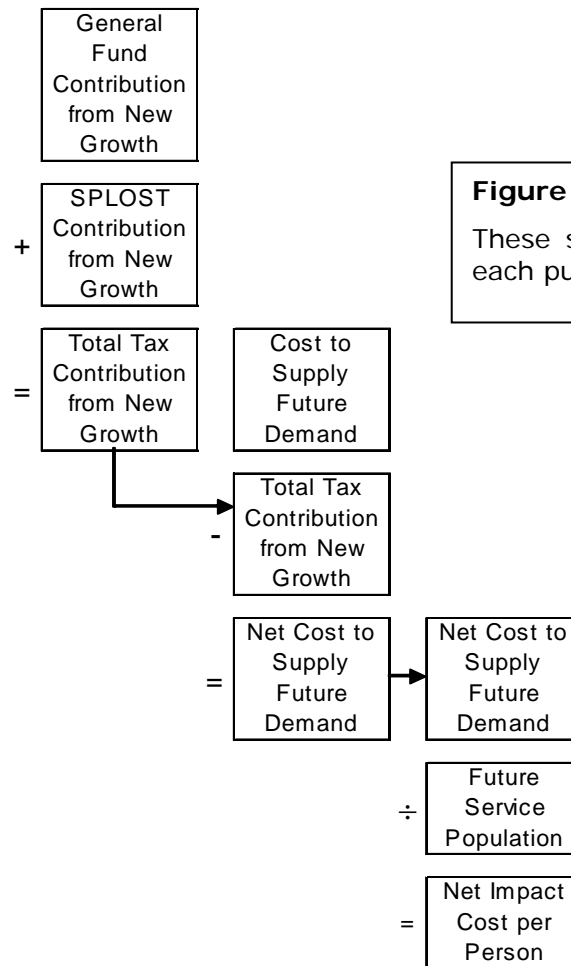 General
Fund
Contribution
from New
Growth
+
SPLOST
Contribution
from New
Growth
=
Total Tax
Contribution
from New
Growth
Cost to
Supply
Future
Demand
-
Total Tax
Contribution
from New
Growth
=
Net Cost to
Supply
Future
Demand
Net Cost to
Supply
Future
Demand
÷
Future
Service
Population
=
Net Impact
Cost per
Person
Figure
These s
each pu